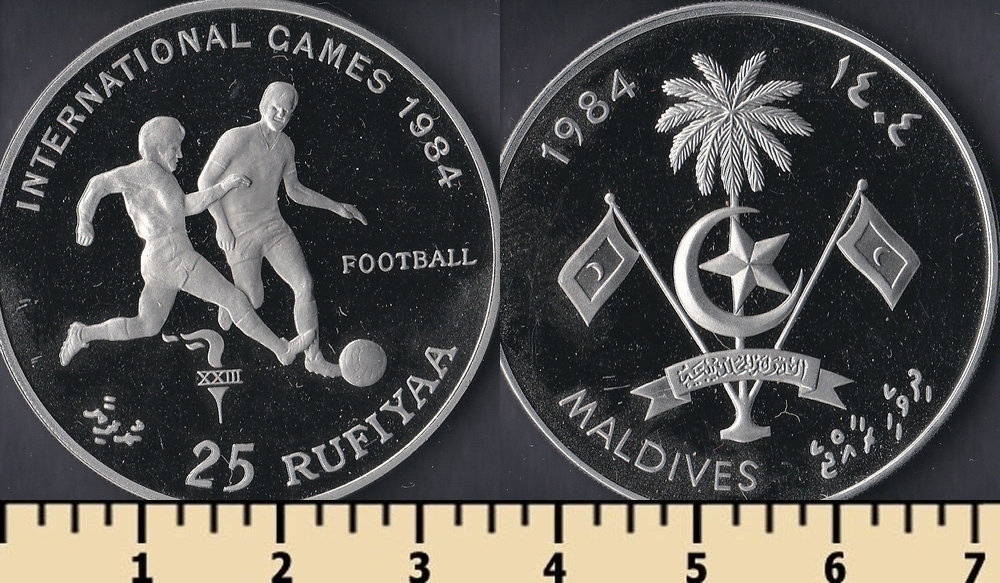 INTERNATIONAL GAMES 1984
FOOTBALL
XXIII
25 RUFIYAA
1984
١٤٠٤
MALDIVES
1 2 3 4 5 6 7